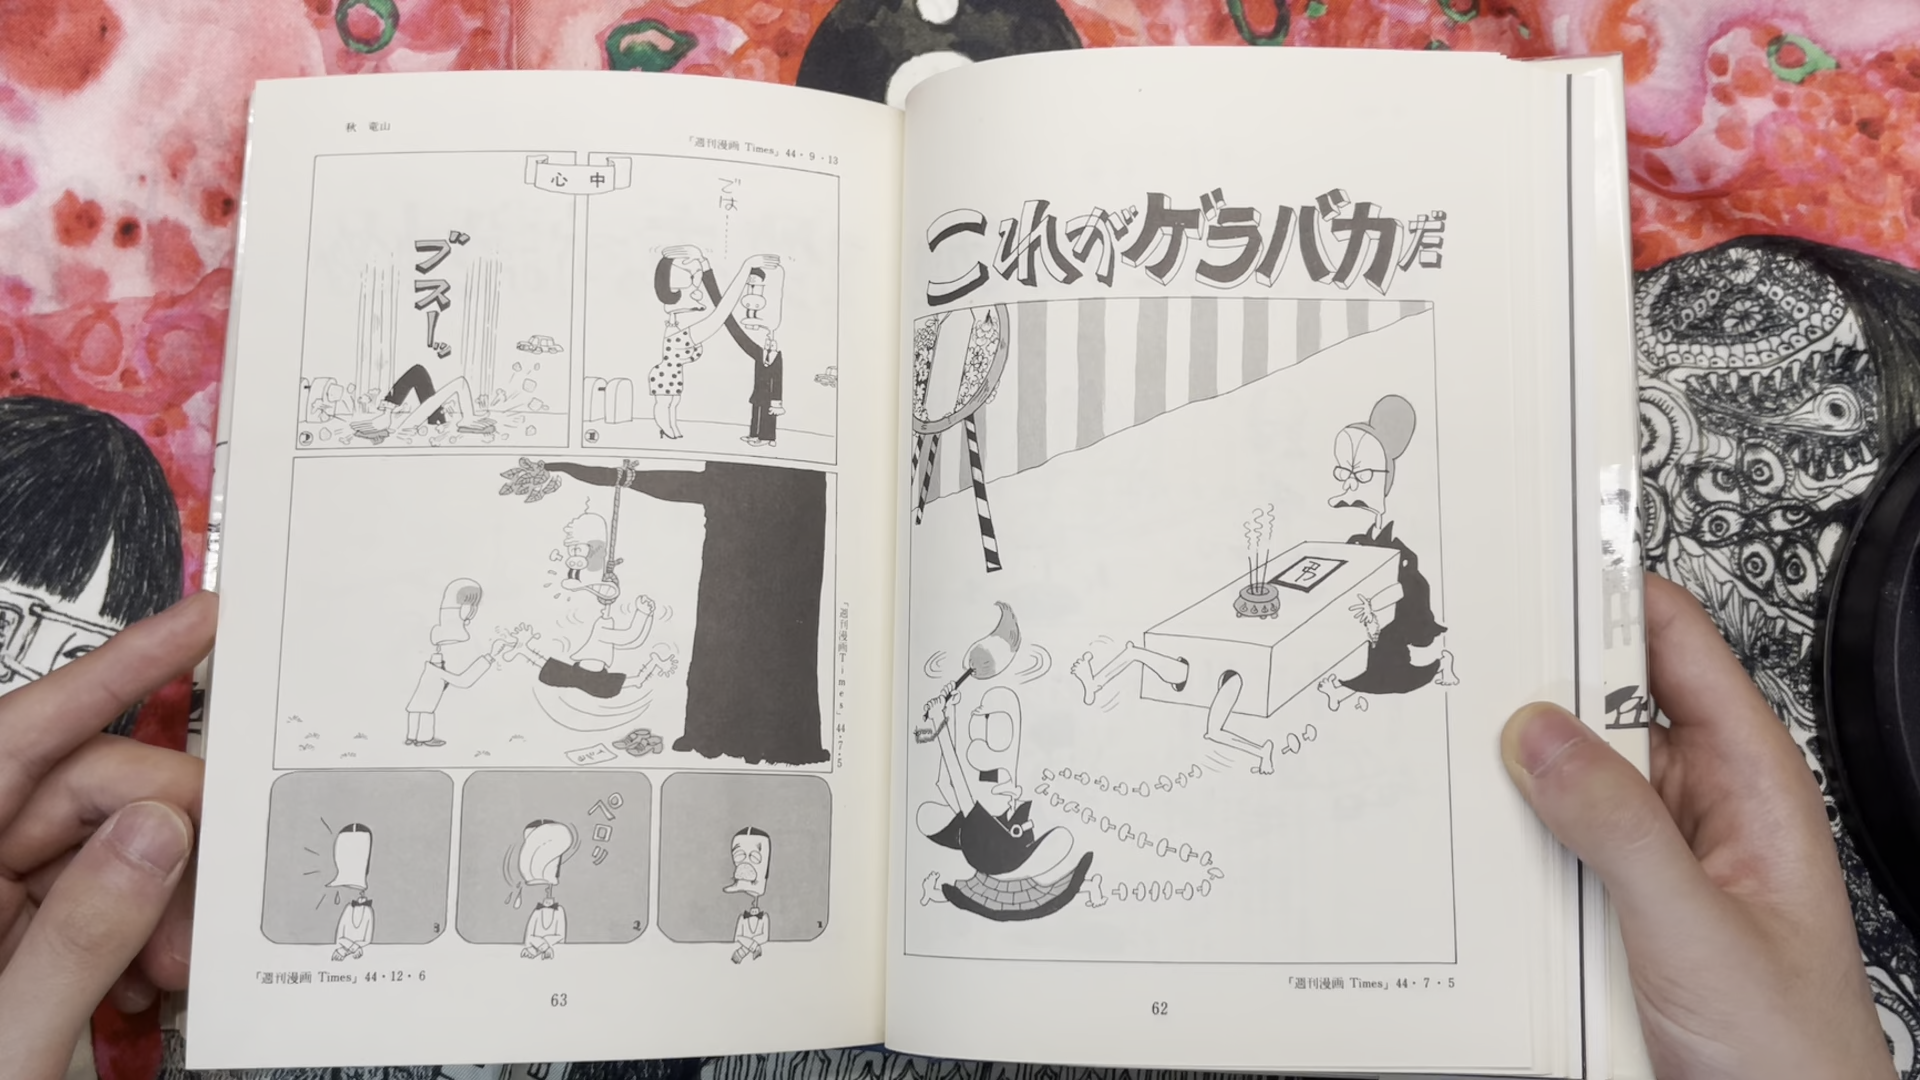 これがゲラバカだ
弔
「週刊漫画 Times」44・7・5
62
秋 竜山
「週刊漫画 Times」44・9・13
心中
では……
ブスーッ
「週刊漫画Times」44・7・5
1
ペロリ
2
3
「週刊漫画 Times」44・12・6
63